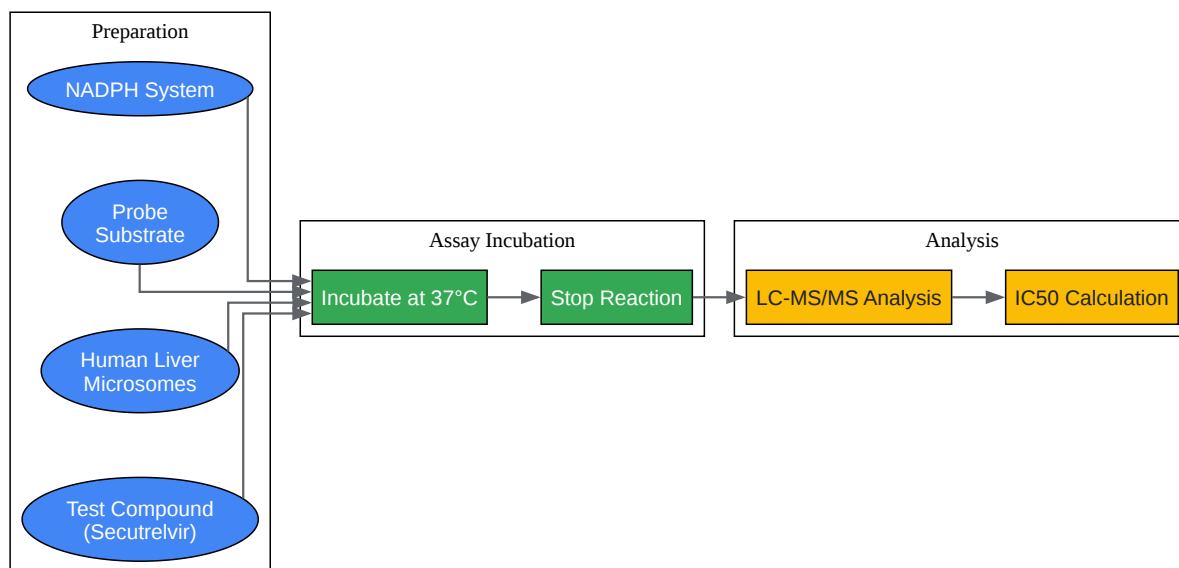 Preparation
NADPH System
Probe
Substrate
Human Liver
Microsomes
Test Compound
(Secutrelvir)
Assay Incubation
Incubate at 37°C
Stop Reaction
Analysis
LC-MS/MS Analysis
IC50 Calculation